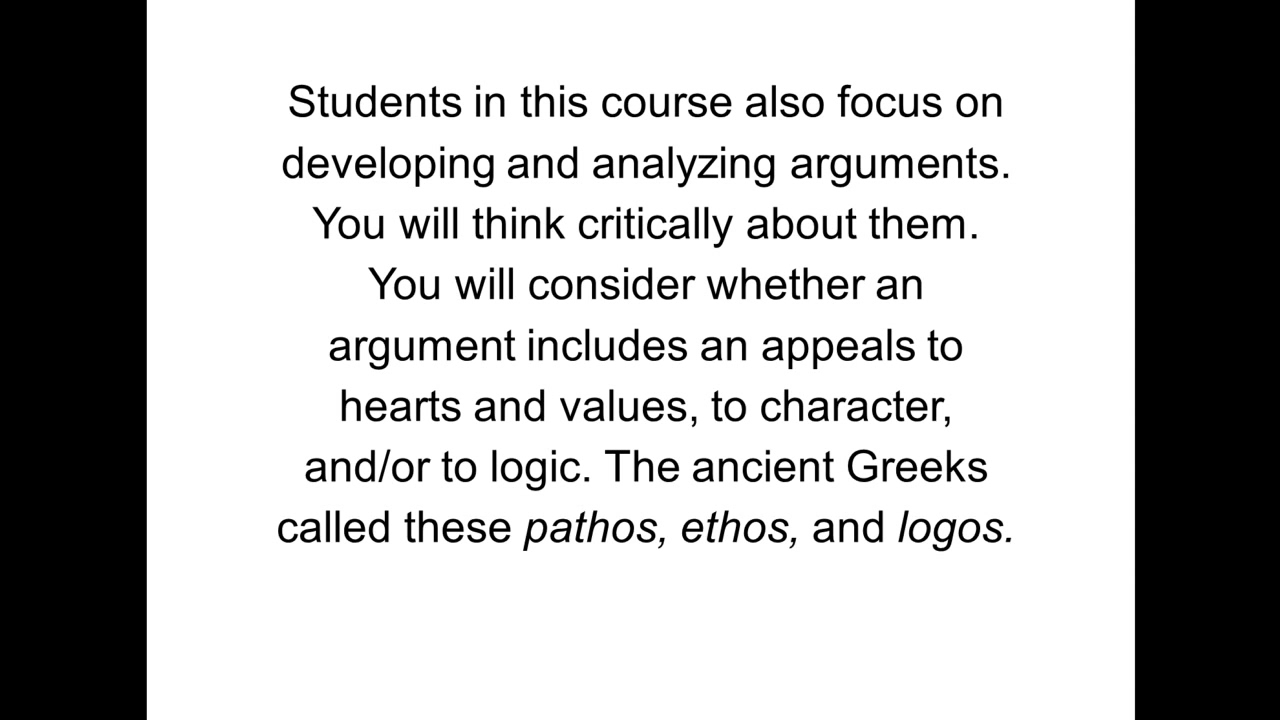 Students in this course also focus on
developing and analyzing arguments.
You will think critically about them.
You will consider whether an
argument includes an appeals to
hearts and values, to character,
and/or to logic. The ancient Greeks
called these pathos, ethos, and logos.